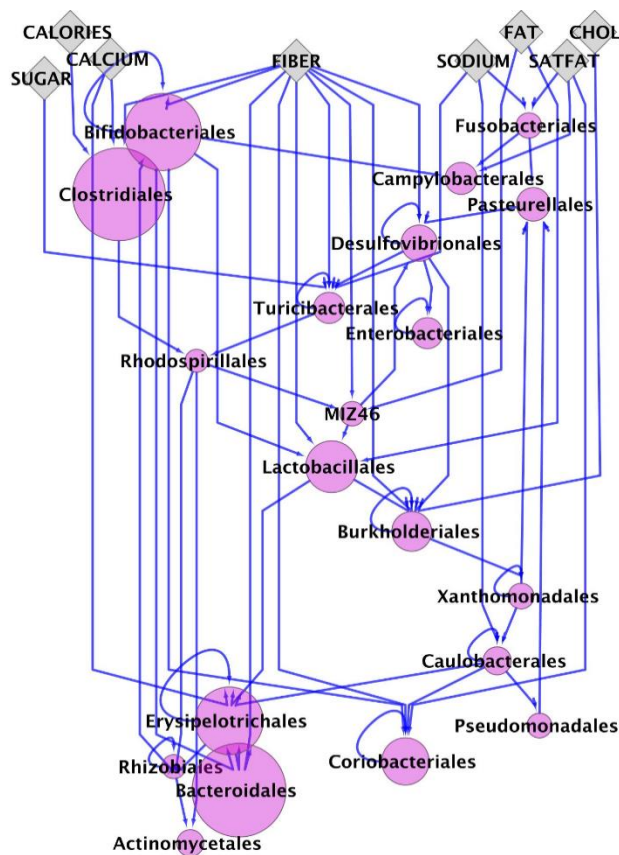 CALORIES
FAT
CHOL
CALCIUM
FIBER
SODIUM
SATFAT
SUGAR
Fusobacteriales
Bifidobacteriales
Campylobacterales
Clostridiales
Pasteurellales
Desulfovibrionales
Turicibacterales
Enterobacteriales
Rhodospirillales
MIZ46
Lactobacillales
Burkholderiales
Xanthomonadales
Caulobacterales
Erysipelotrichales
Pseudomonadales
Coriobacteriales
Rhizobiales
Bacteroidales
Actinomycetales